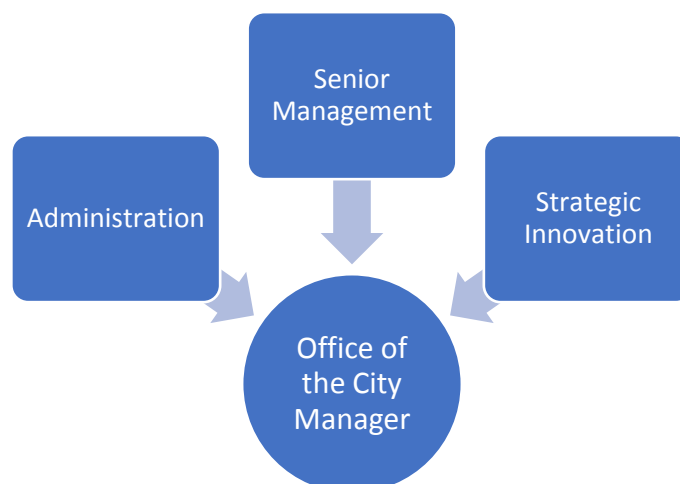 Senior
Management
Administration
Strategic
Innovation
Office of
the City
Manager